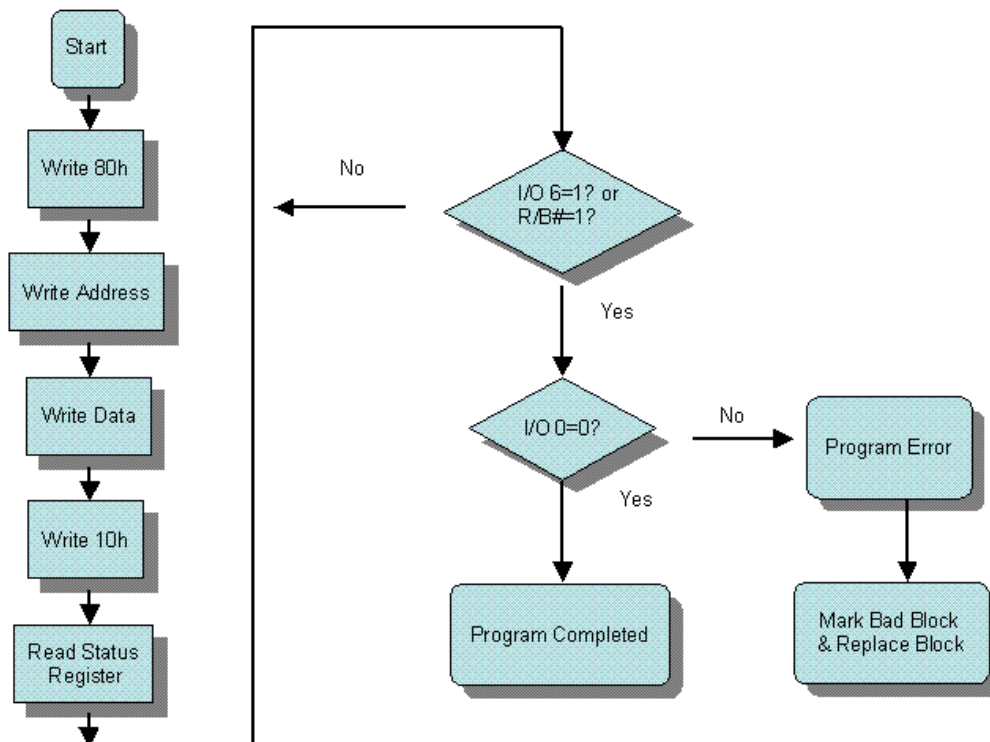 Start
Write 80h
Write Address
Write Data
Write 10h
Read Status
Register
I/O 6=1? or
R/B#=1?
No
Yes
I/O 0=0?
No
Yes
Program Error
Program Completed
Mark Bad Block
& Replace Block